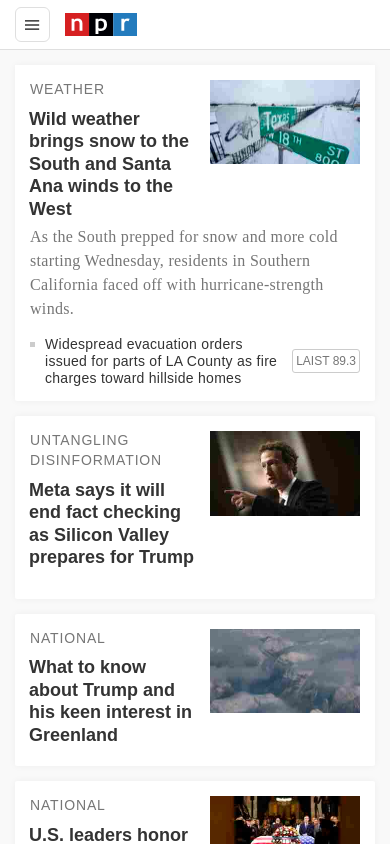 npr
WEATHER
Wild weather
brings snow to the
South and Santa
Ana winds to the
West
Texas
18TH
ST
800
As the South prepped for snow and more cold
starting Wednesday, residents in Southern
California faced off with hurricane-strength
winds.
Widespread evacuation orders
issued for parts of LA County as fire
charges toward hillside homes
LAIST 89.3
UNTANGLING
DISINFORMATION
Meta says it will
end fact checking
as Silicon Valley
prepares for Trump
NATIONAL
What to know
about Trump and
his keen interest in
Greenland
NATIONAL
U.S. leaders honor